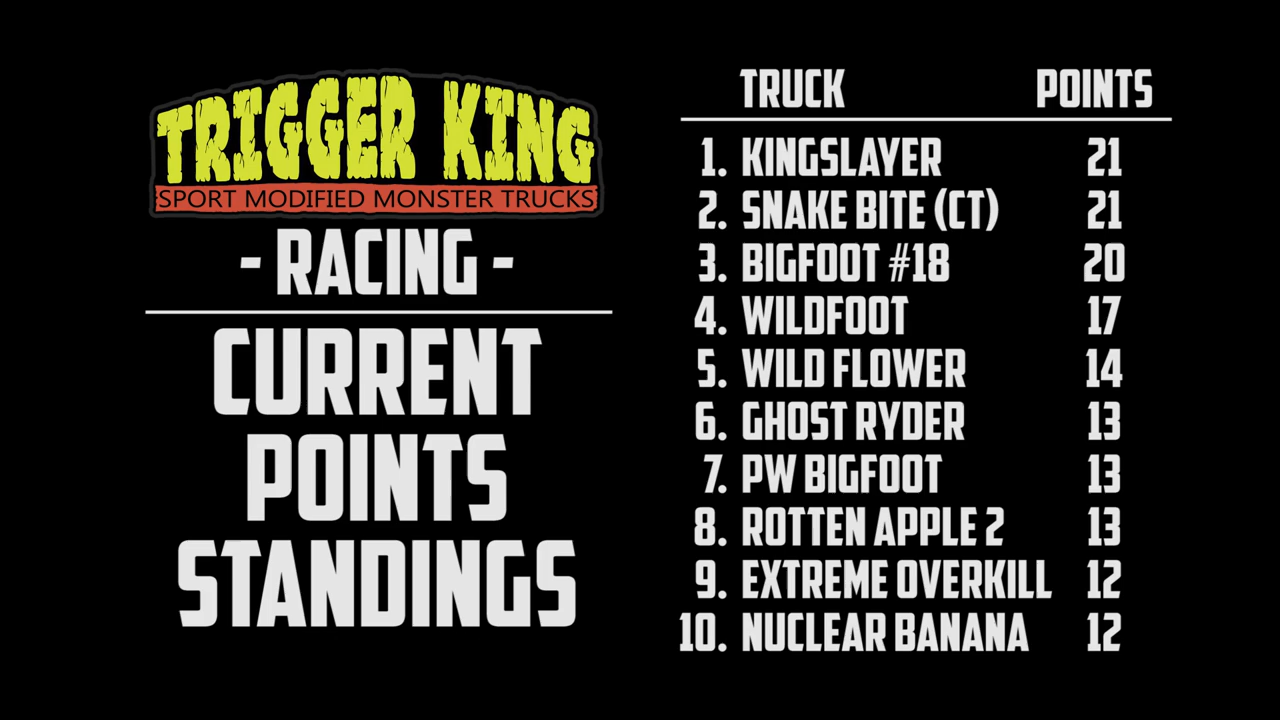 TRIGGER KING
SPORT MODIFIED MONSTER TRUCKS
- RACING -
CURRENT
POINTS
STANDINGS
TRUCK POINTS
1. KINGSLAYER 21
2. SNAKE BITE (CT) 21
3. BIGFOOT #18 20
4. WILDFOOT 17
5. WILD FLOWER 14
6. GHOST RYDER 13
7. PW BIGFOOT 13
8. ROTTEN APPLE 2 13
9. EXTREME OVERKILL 12
10. NUCLEAR BANANA 12